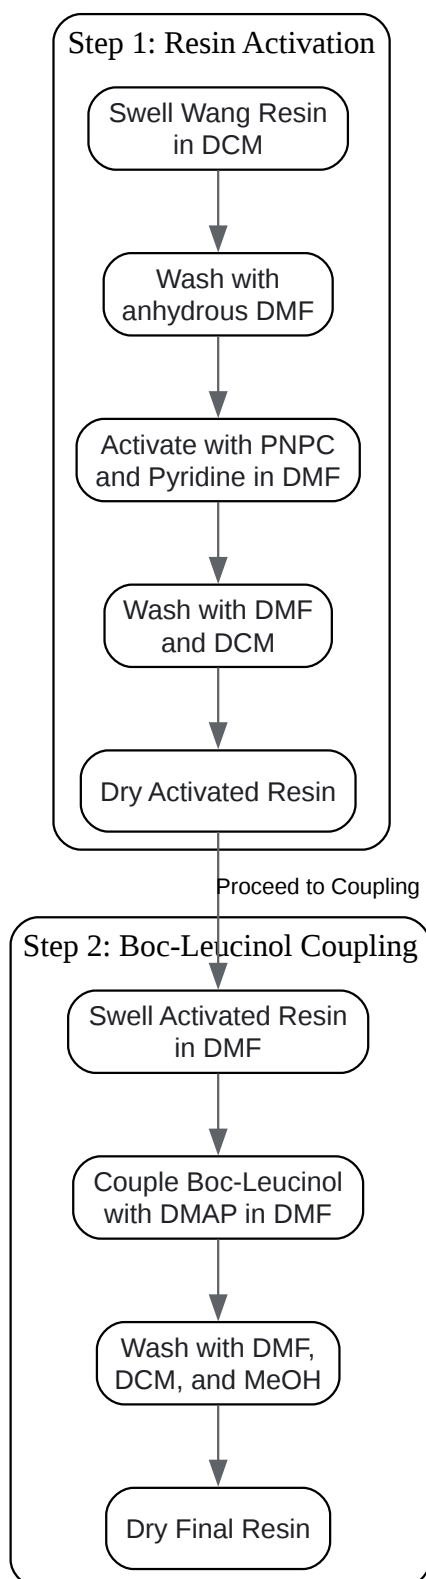 Step 1: Resin Activation
Swell Wang Resin
in DCM
Wash with
anhydrous DMF
Activate with PNPC
and Pyridine in DMF
Wash with DMF
and DCM
Dry Activated Resin
Proceed to Coupling
Step 2: Boc-Leucinol Coupling
Swell Activated Resin
in DMF
Couple Boc-Leucinol
with DMAP in DMF
Wash with DMF,
DCM, and MeOH
Dry Final Resin